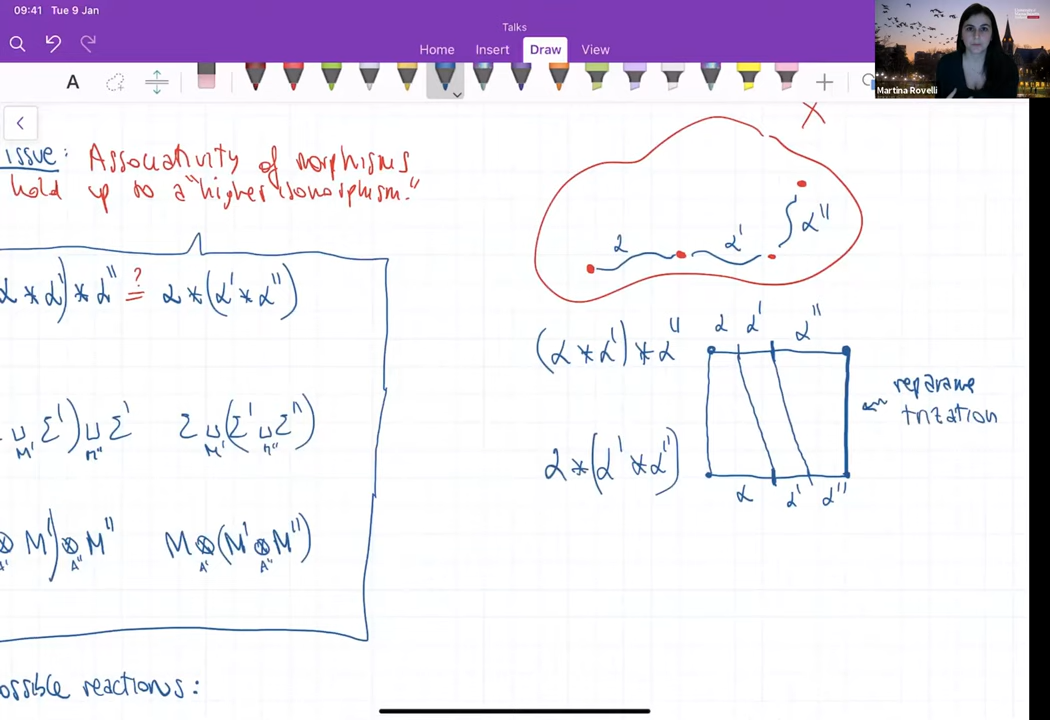 09:41 Tue 9 Jan
Talks
Home Insert Draw View
A
Martina Rovelli
issue: Associativity of morphisms
hold up to a "higher isomorphism."
α ⋆ α') ⋆ α'' ?= α ⋆ (α' ⋆ α'')
⊔ Σ') ⊔ Σ' Σ ⊔ (Σ' ⊔ Σ'')
M' M'' M' M''
⊗ M') ⊗ M'' M ⊗ (M' ⊗ M'')
A' A'' A' A''
ossible reactions:
X
α α' α''
(α ⋆ α') ⋆ α'' α α' α''
reparame
trization
α ⋆ (α' ⋆ α'')
α α' α''